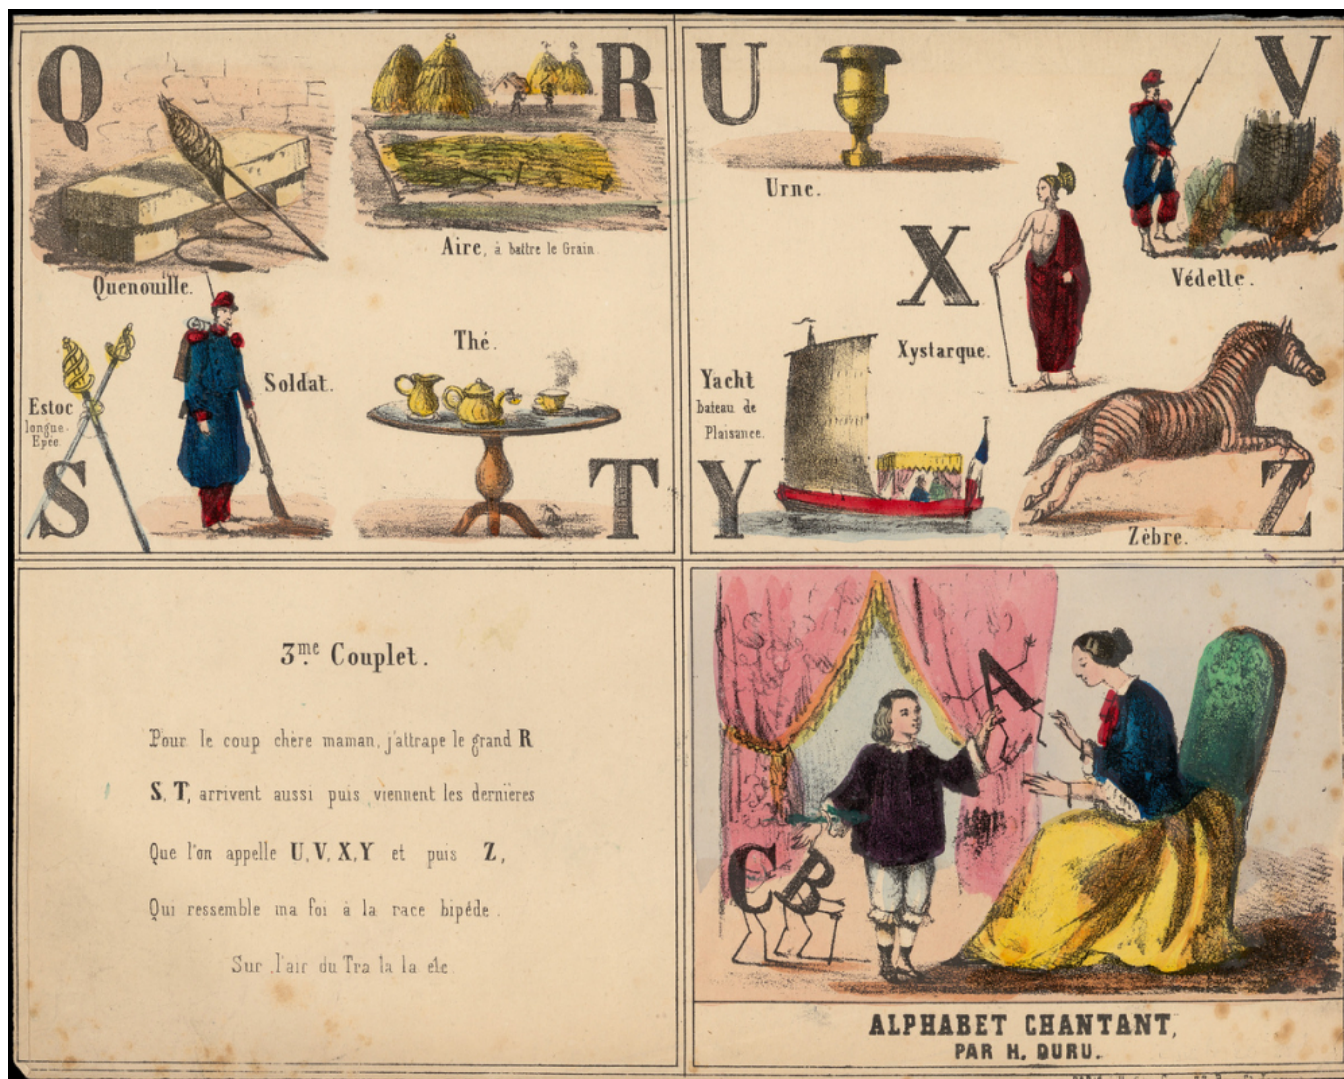 Q
R
Quenouille.
Aire, à battre le Grain
Estoc
longue
Epée.
Soldat.
Thé.
S
T
U
V
Urne.
Védette.
X
Xystarque.
Yacht
bateau de
Plaisance.
Y
Zèbre.
Z
3me. Couplet.
Pour le coup chère maman, j'attrape le grand R
S, T, arrivent aussi puis viennent les dernières
Que l'on appelle U, V, X, Y et puis Z,
Qui ressemble ma foi à la race bipéde.
Sur l'air du Tra la la etc
A
C
B
ALPHABET CHANTANT,
PAR H. DURU.